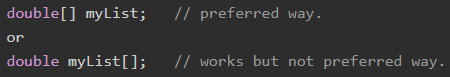 double[] myList;   // preferred way.
or
double myList[];   // works but not preferred way.